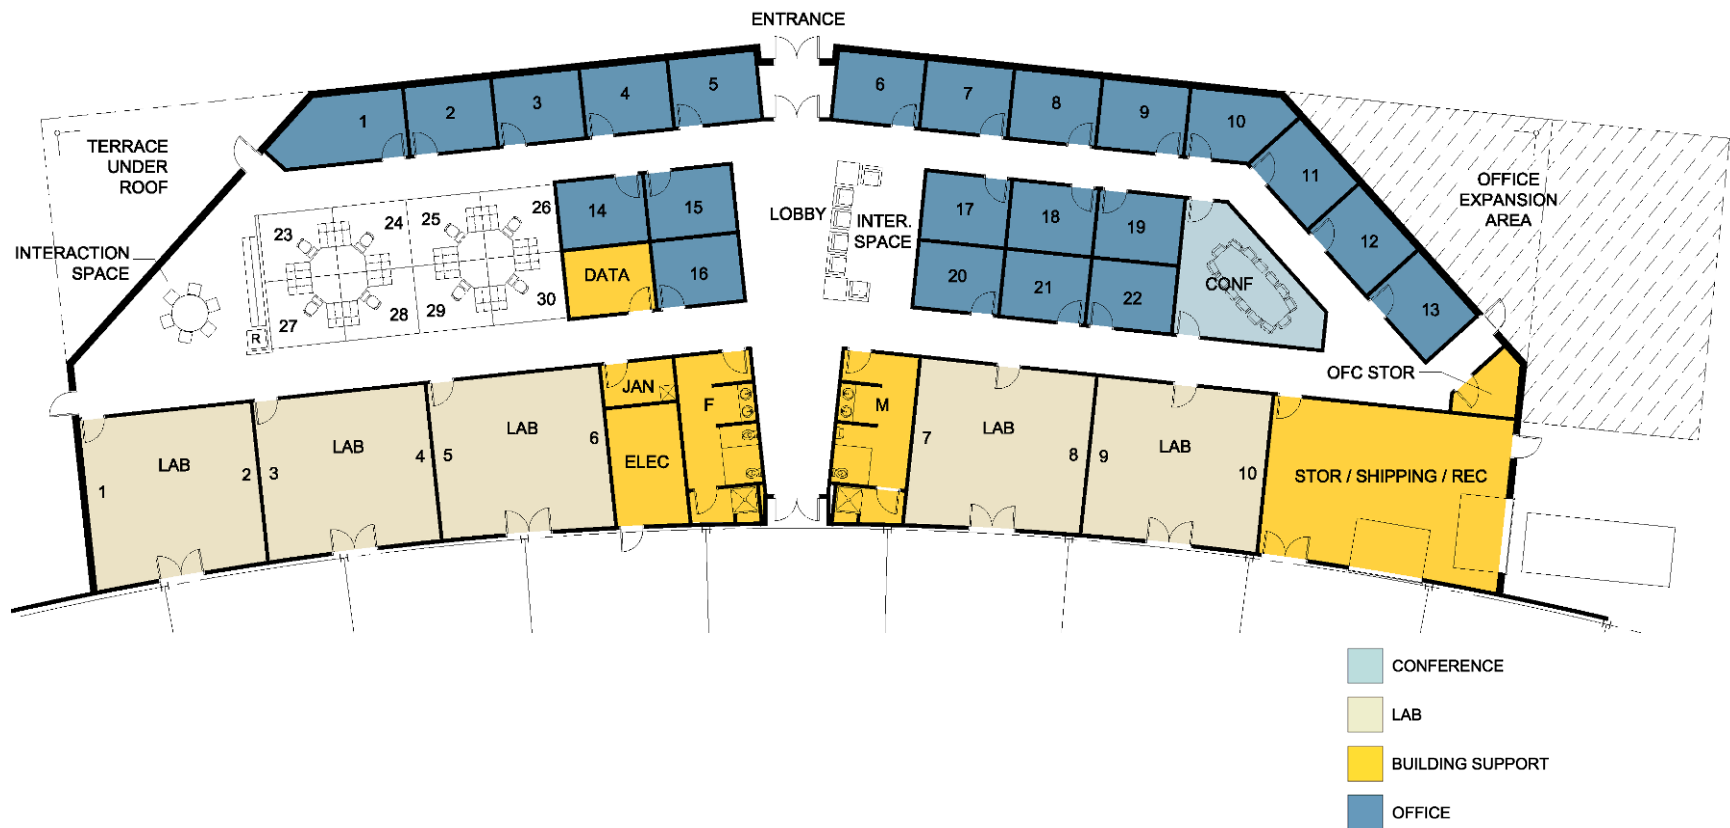 ENTRANCE
1
2
3
4
5
6
7
8
9
10
11
12
13
TERRACE
UNDER
ROOF
INTERACTION
SPACE
23
24
25
26
27
28
29
30
R
14
15
DATA
16
LOBBY
INTER.
SPACE
17
18
19
20
21
22
CONF
OFFICE
EXPANSION
AREA
OFC STOR
LAB
1
2
LAB
3
4
LAB
5
6
JAN
ELEC
F
M
LAB
7
8
LAB
9
10
STOR / SHIPPING / REC
CONFERENCE
LAB
BUILDING SUPPORT
OFFICE